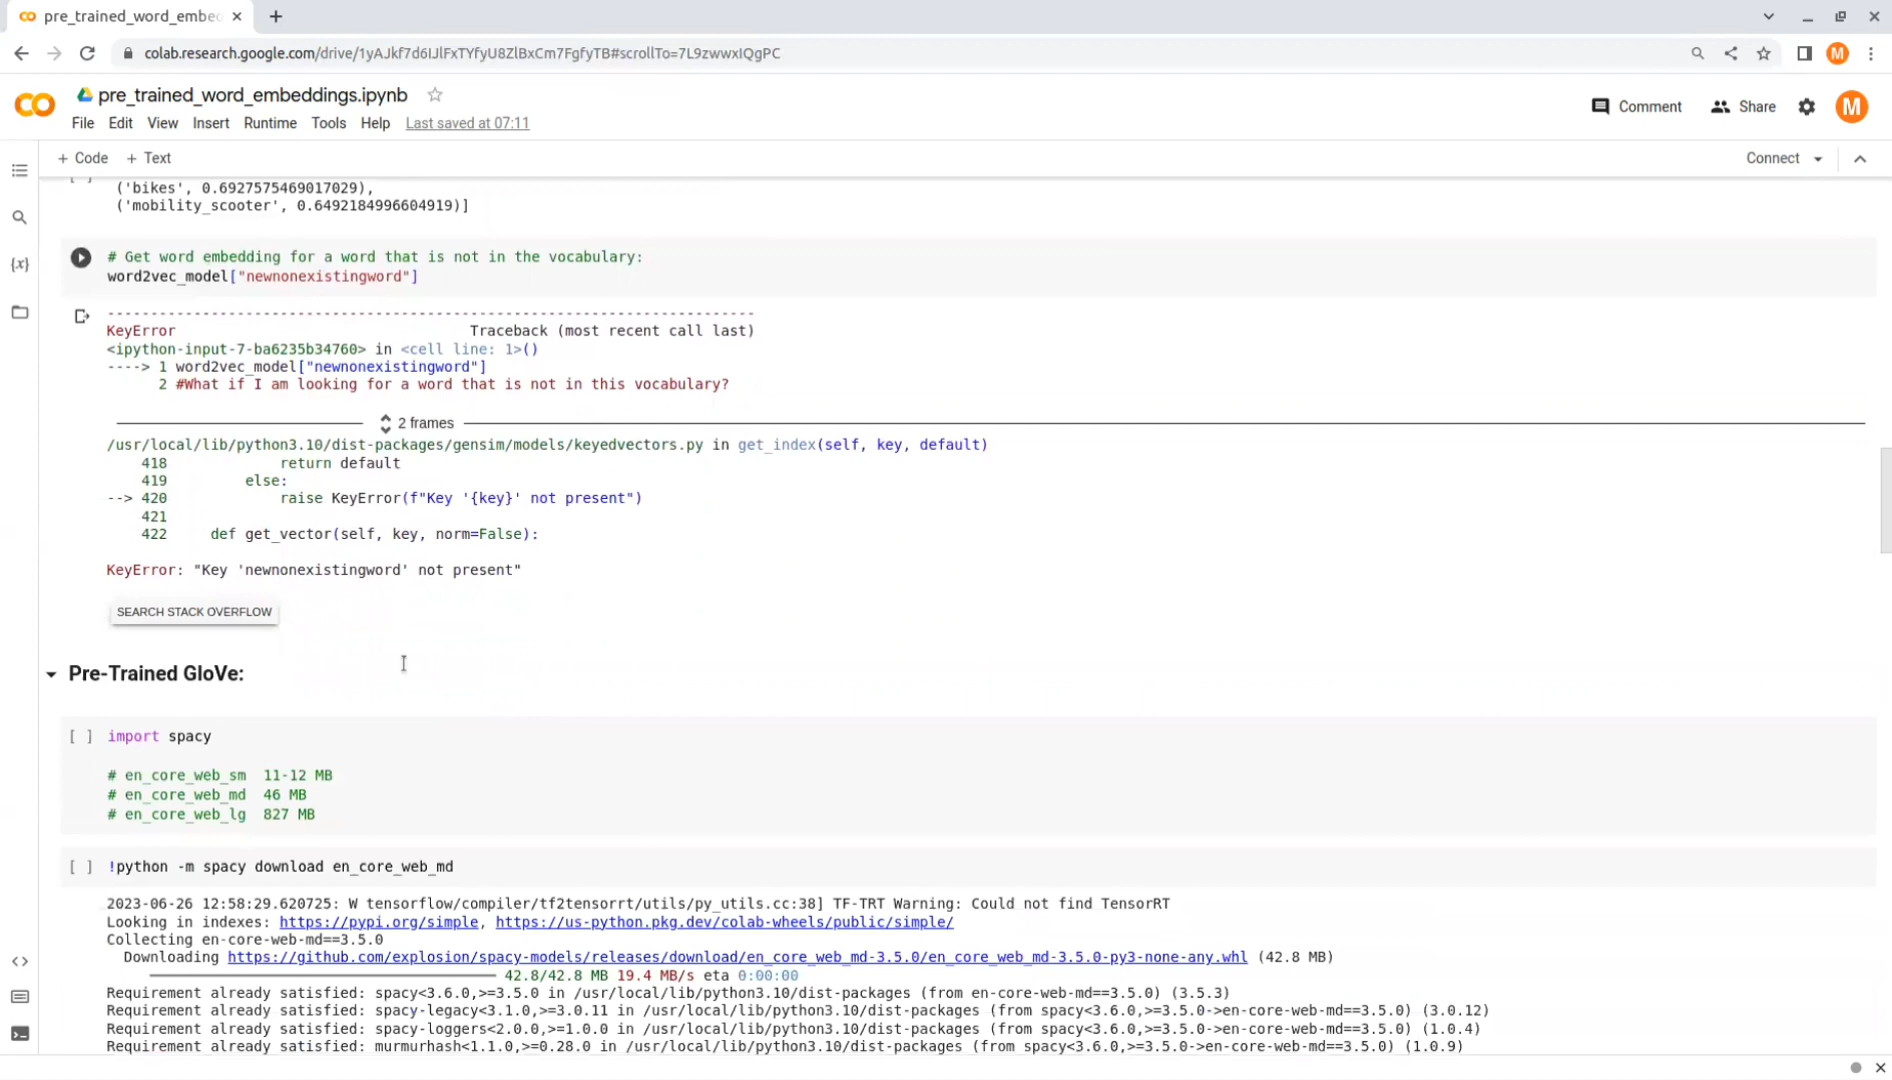 pre_trained_word_embed
colab.research.google.com/drive/1yAJkf7d6IJlFxTYfyU8ZlBxCm7FgfyTB#scrollTo=7L9zwwxIQgPC
M
CO
pre_trained_word_embeddings.ipynb
Comment
Share
M
File Edit View Insert Runtime Tools Help Last saved at 07:11
+ Code + Text
Connect
('bikes', 0.6927575469017029),
('mobility_scooter', 0.6492184996604919)]
# Get word embedding for a word that is not in the vocabulary:
word2vec_model["newnonexistingword"]
---------------------------------------------------------------------------
KeyError                                  Traceback (most recent call last)
<ipython-input-7-ba6235b34760> in <cell line: 1>()
----> 1 word2vec_model["newnonexistingword"]
2 #What if I am looking for a word that is not in this vocabulary?
2 frames
/usr/local/lib/python3.10/dist-packages/gensim/models/keyedvectors.py in get_index(self, key, default)
418             return default
419         else:
--> 420             raise KeyError(f"Key '{key}' not present")
421
422     def get_vector(self, key, norm=False):
KeyError: "Key 'newnonexistingword' not present"
SEARCH STACK OVERFLOW
Pre-Trained GloVe:
[ ] import spacy
# en_core_web_sm  11-12 MB
# en_core_web_md  46 MB
# en_core_web_lg  827 MB
[ ] !python -m spacy download en_core_web_md
2023-06-26 12:58:29.620725: W tensorflow/compiler/tf2tensorrt/utils/py_utils.cc:38] TF-TRT Warning: Could not find TensorRT
Looking in indexes: https://pypi.org/simple, https://us-python.pkg.dev/colab-wheels/public/simple/
Collecting en-core-web-md==3.5.0
Downloading https://github.com/explosion/spacy-models/releases/download/en_core_web_md-3.5.0/en_core_web_md-3.5.0-py3-none-any.whl (42.8 MB)
42.8/42.8 MB 19.4 MB/s eta 0:00:00
Requirement already satisfied: spacy<3.6.0,>=3.5.0 in /usr/local/lib/python3.10/dist-packages (from en-core-web-md==3.5.0) (3.5.3)
Requirement already satisfied: spacy-legacy<3.1.0,>=3.0.11 in /usr/local/lib/python3.10/dist-packages (from spacy<3.6.0,>=3.5.0->en-core-web-md==3.5.0) (3.0.12)
Requirement already satisfied: spacy-loggers<2.0.0,>=1.0.0 in /usr/local/lib/python3.10/dist-packages (from spacy<3.6.0,>=3.5.0->en-core-web-md==3.5.0) (1.0.4)
Requirement already satisfied: murmurhash<1.1.0,>=0.28.0 in /usr/local/lib/python3.10/dist-packages (from spacy<3.6.0,>=3.5.0->en-core-web-md==3.5.0) (1.0.9)